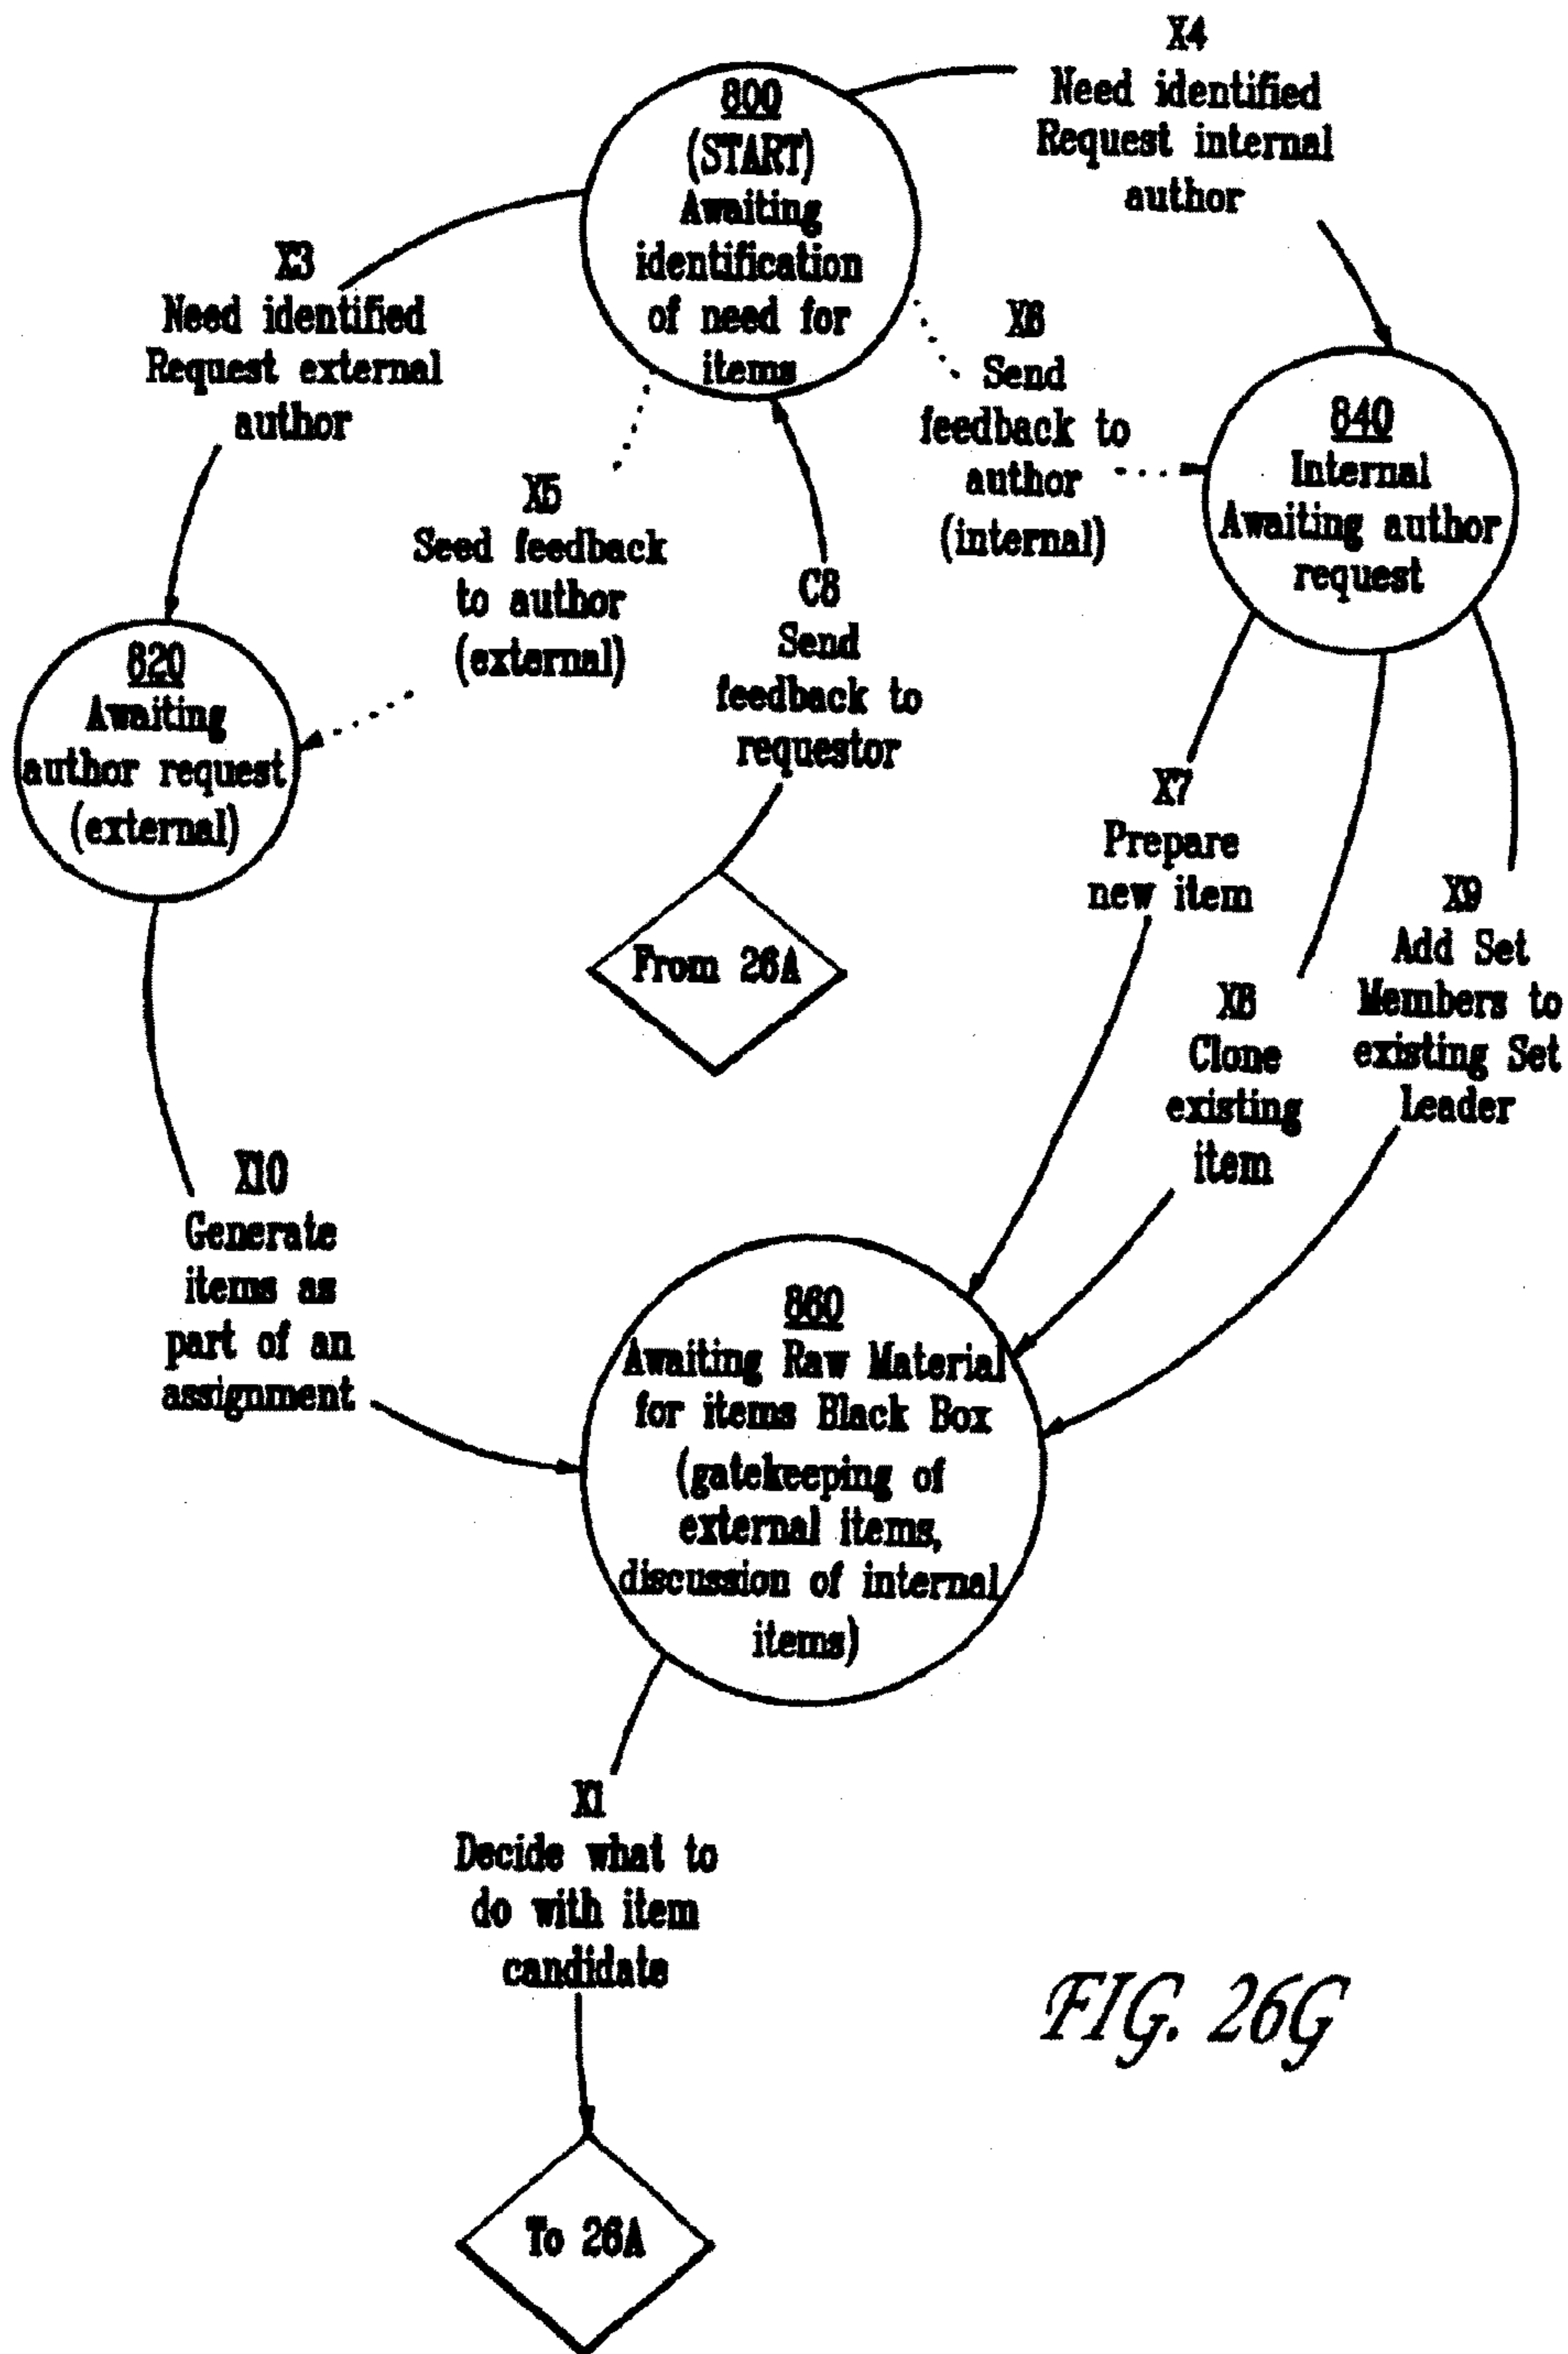 X4
Need identified
Request internal
author
800
(START)
Awaiting
identification
of need for
items
X3
Need identified
Request external
author
X6
Send
feedback to
author
(internal)
840
Internal
Awaiting author
request
X5
Seed feedback
to author
(external)
C8
Send
feedback to
requestor
820
Awaiting
author request
(external)
From 26A
X7
Prepare
new item
X8
Clone
existing
item
X9
Add Set
Members to
existing Set
Leader
X10
Generate
items as
part of an
assignment
860
Awaiting Raw Material
for items Black Box
(gatekeeping of
external items,
discussion of internal
items)
X1
Decide what to
do with item
candidate
To 26A
FIG. 26G